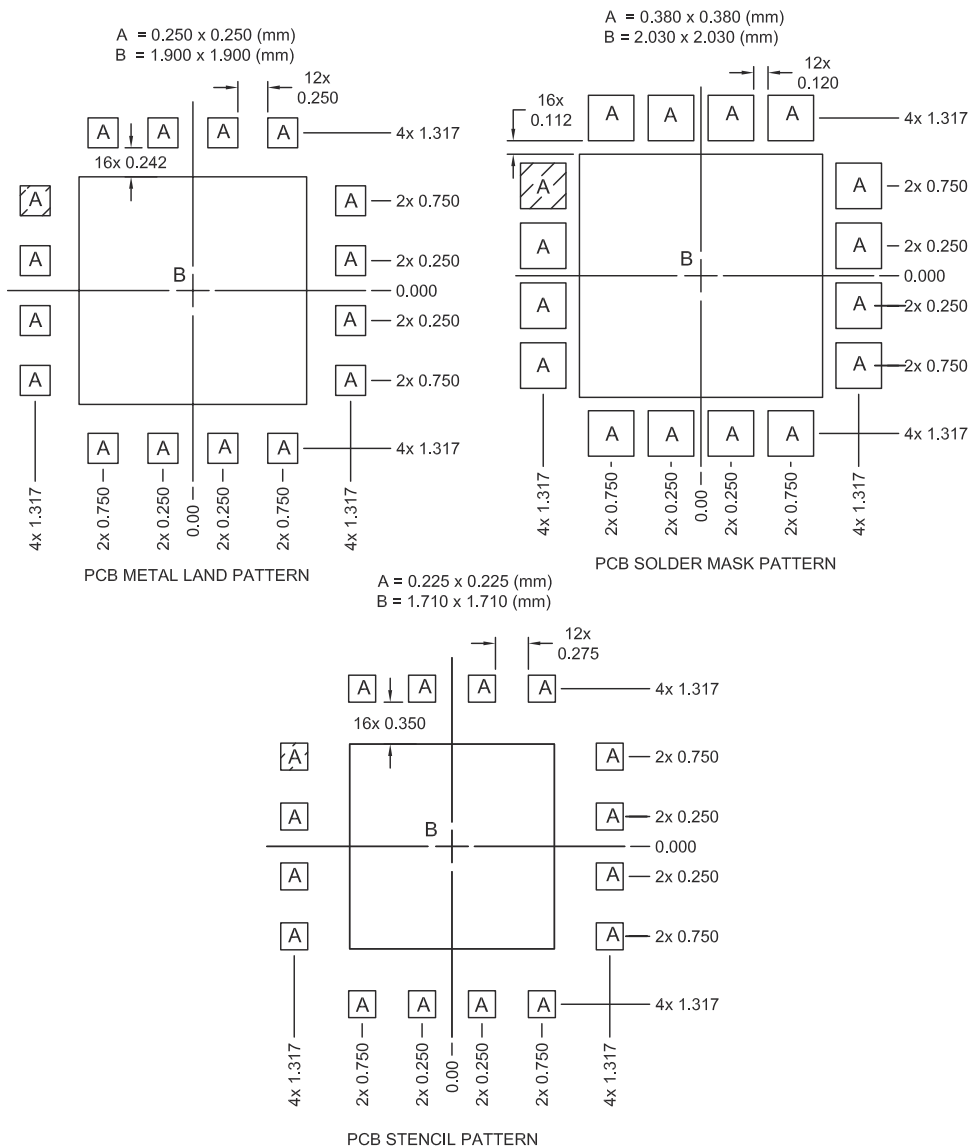 A = 0.250 x 0.250 (mm)
B = 1.900 x 1.900 (mm)
12x
0.250
A A A A
4x 1.317
16x 0.242
A A
2x 0.750
A A
2x 0.250
B
0.000
A A
2x 0.250
A A
2x 0.750
A A A A
4x 1.317
4x 1.317
2x 0.750
2x 0.250
0.00
2x 0.250
2x 0.750
4x 1.317
PCB METAL LAND PATTERN
A = 0.380 x 0.380 (mm)
B = 2.030 x 2.030 (mm)
12x
0.120
16x
0.112
A A A A
4x 1.317
A A
2x 0.750
A A
2x 0.250
B
0.000
A A
2x 0.250
A A
2x 0.750
A A A A
4x 1.317
4x 1.317
2x 0.750
2x 0.250
0.00
2x 0.250
2x 0.750
4x 1.317
PCB SOLDER MASK PATTERN
A = 0.225 x 0.225 (mm)
B = 1.710 x 1.710 (mm)
12x
0.275
A A A A
4x 1.317
16x 0.350
A A
2x 0.750
A A
2x 0.250
B
0.000
A A
2x 0.250
A A
2x 0.750
A A A A
4x 1.317
4x 1.317
2x 0.750
2x 0.250
0.00
2x 0.250
2x 0.750
4x 1.317
PCB STENCIL PATTERN